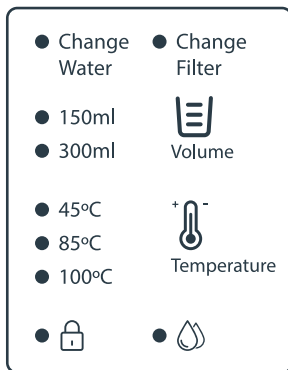 Change Water
Change Filter
150ml
300ml
Volume
45ºC
85ºC
100ºC
+ -
Temperature